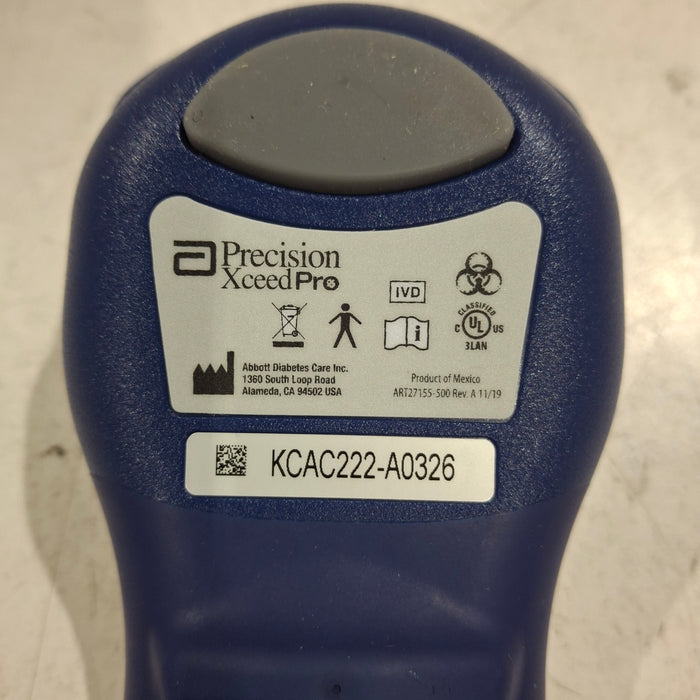 Precision
Xceed Pro
IVD
i
CLASSIFIED
C UL US
3LAN
Abbott Diabetes Care Inc.
1360 South Loop Road
Alameda, CA 94502 USA
Product of Mexico
ART27155-500 Rev. A 11/19
KCAC222-A0326